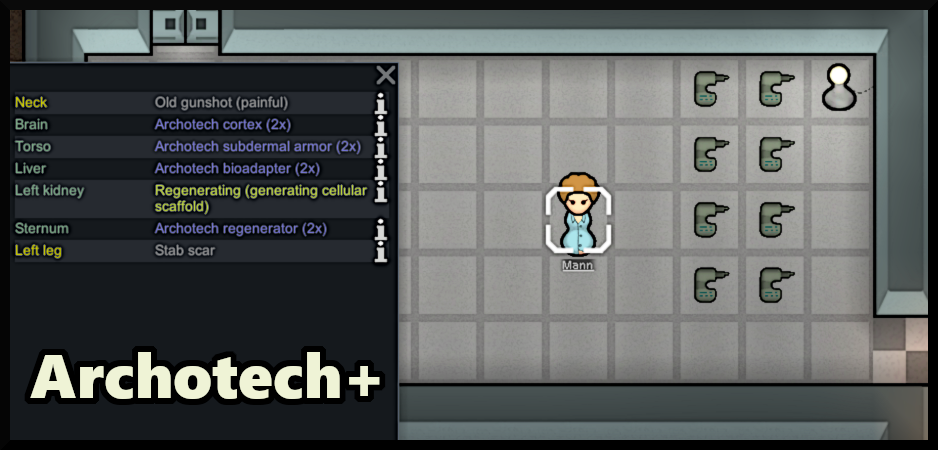 Neck Old gunshot (painful)
Brain Archotech cortex (2x)
Torso Archotech subdermal armor (2x)
Liver Archotech bioadapter (2x)
Left kidney Regenerating (generating cellular
scaffold)
Sternum Archotech regenerator (2x)
Left leg Stab scar
Mann
Archotech+